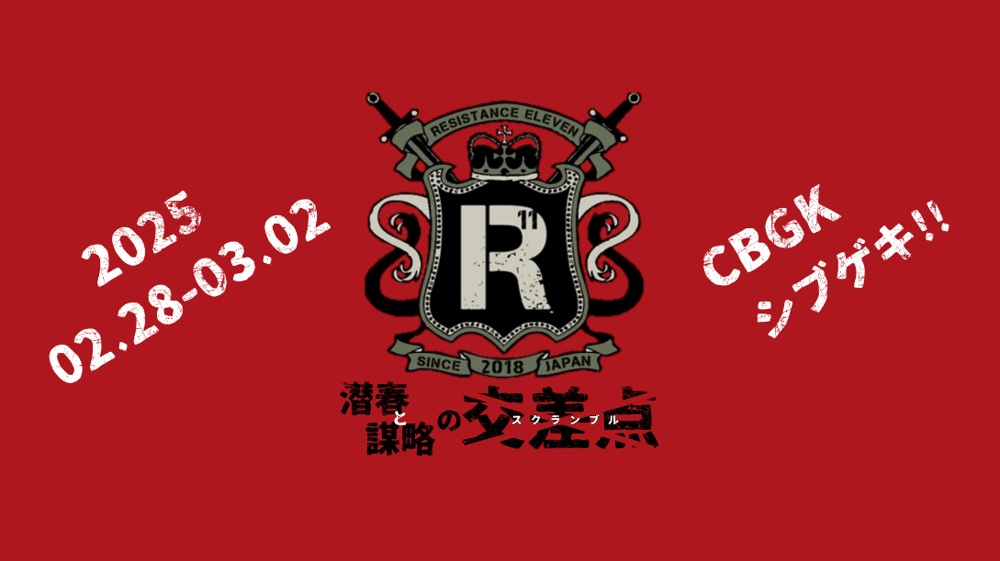 2025
02.28-03.02
RESISTANCE ELEVEN
R11
SINCE 2018 JAPAN
潜春と謀略の交差点
スクランブル
CBGK
シブゲキ!!